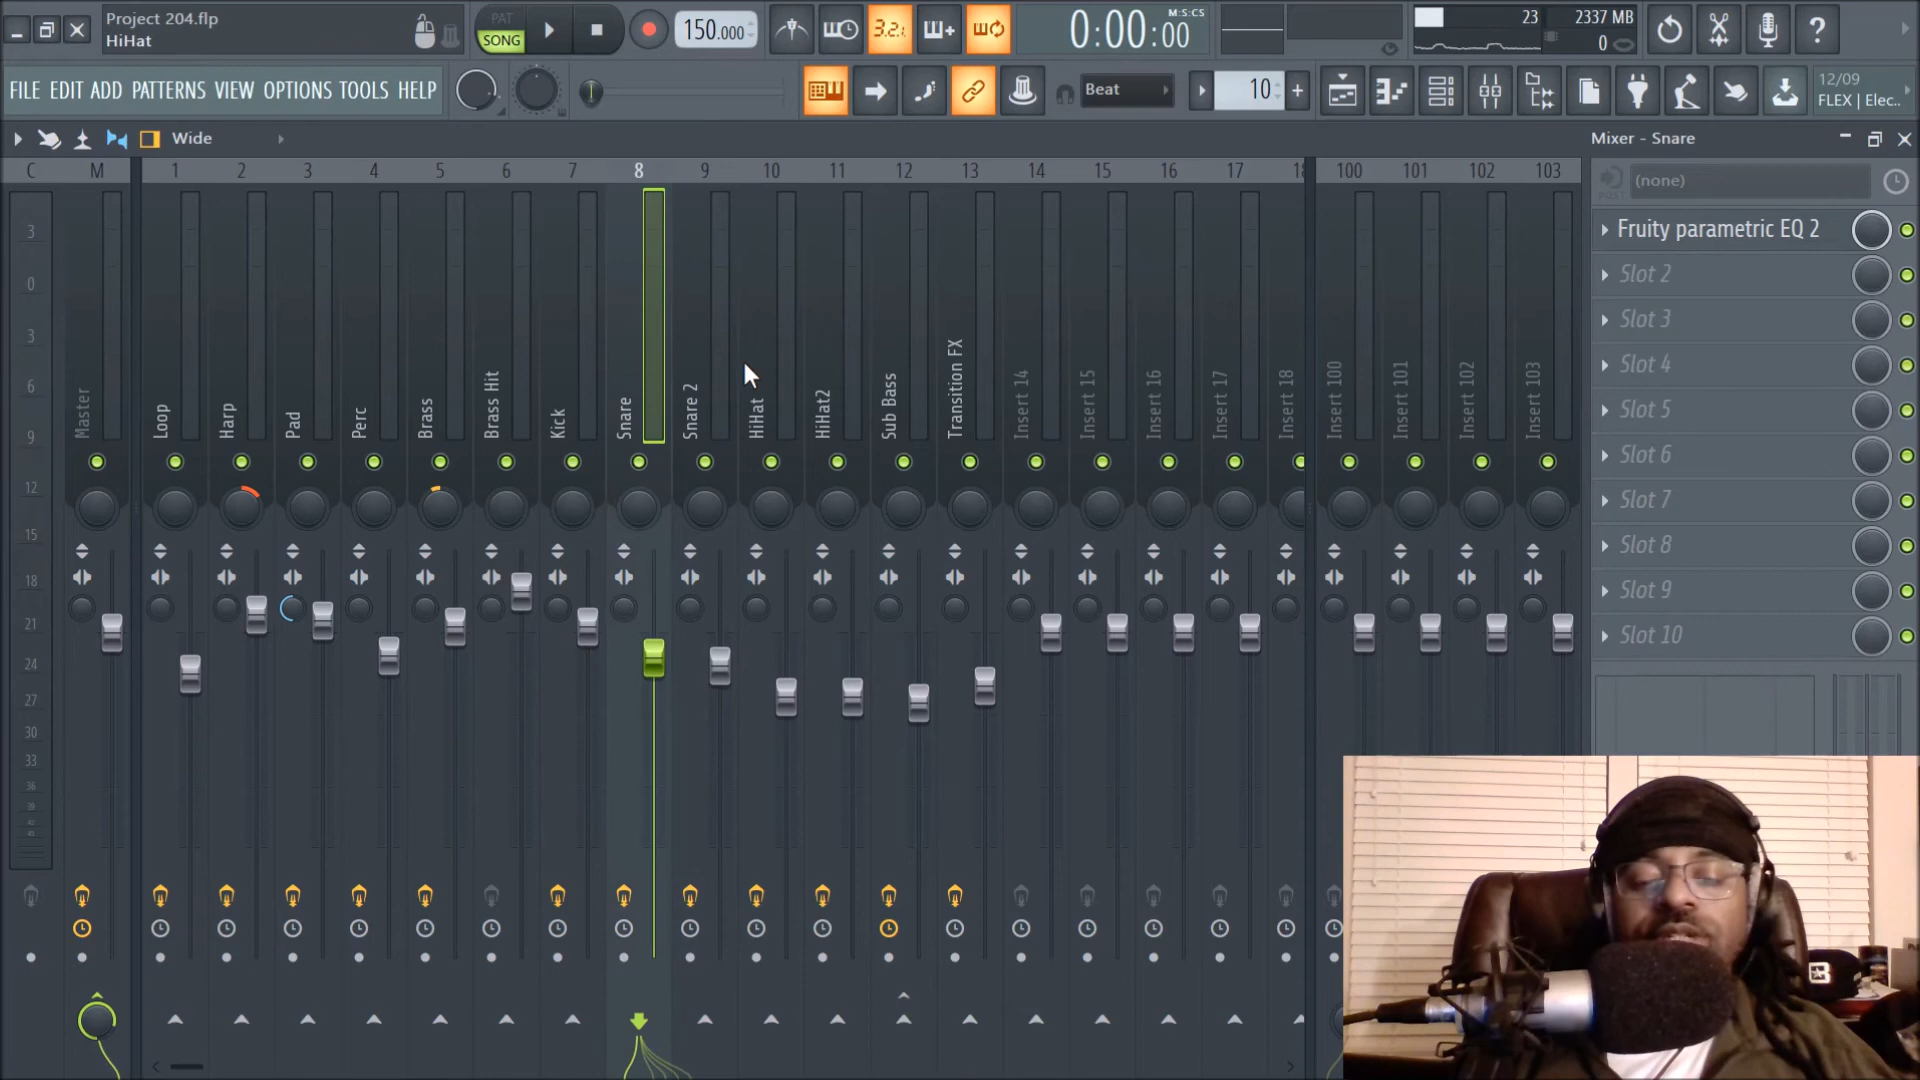 Project 204.flp
HiHat
PAT
SONG
150.000
3.2.
M:S:CS
0:00:00
23
2337 MB
0
?
FILE EDIT ADD PATTERNS VIEW OPTIONS TOOLS HELP
Beat
10
+
12/09
FLEX | Elec..
Wide
Mixer - Snare
C M 1 2 3 4 5 6 7 8 9 10 11 12 13 14 15 16 17 18 100 101 102 103
3
0
3
6
9
12
15
18
21
24
27
30
33
36
39
42
45
Master
Loop
Harp
Pad
Perc
Brass
Brass Hit
Kick
Snare
Snare 2
HiHat
HiHat2
Sub Bass
Transition FX
Insert 14
Insert 15
Insert 16
Insert 17
Insert 18
Insert 100
Insert 101
Insert 102
Insert 103
(none)
POST
Fruity parametric EQ 2
Slot 2
Slot 3
Slot 4
Slot 5
Slot 6
Slot 7
Slot 8
Slot 9
Slot 10
B